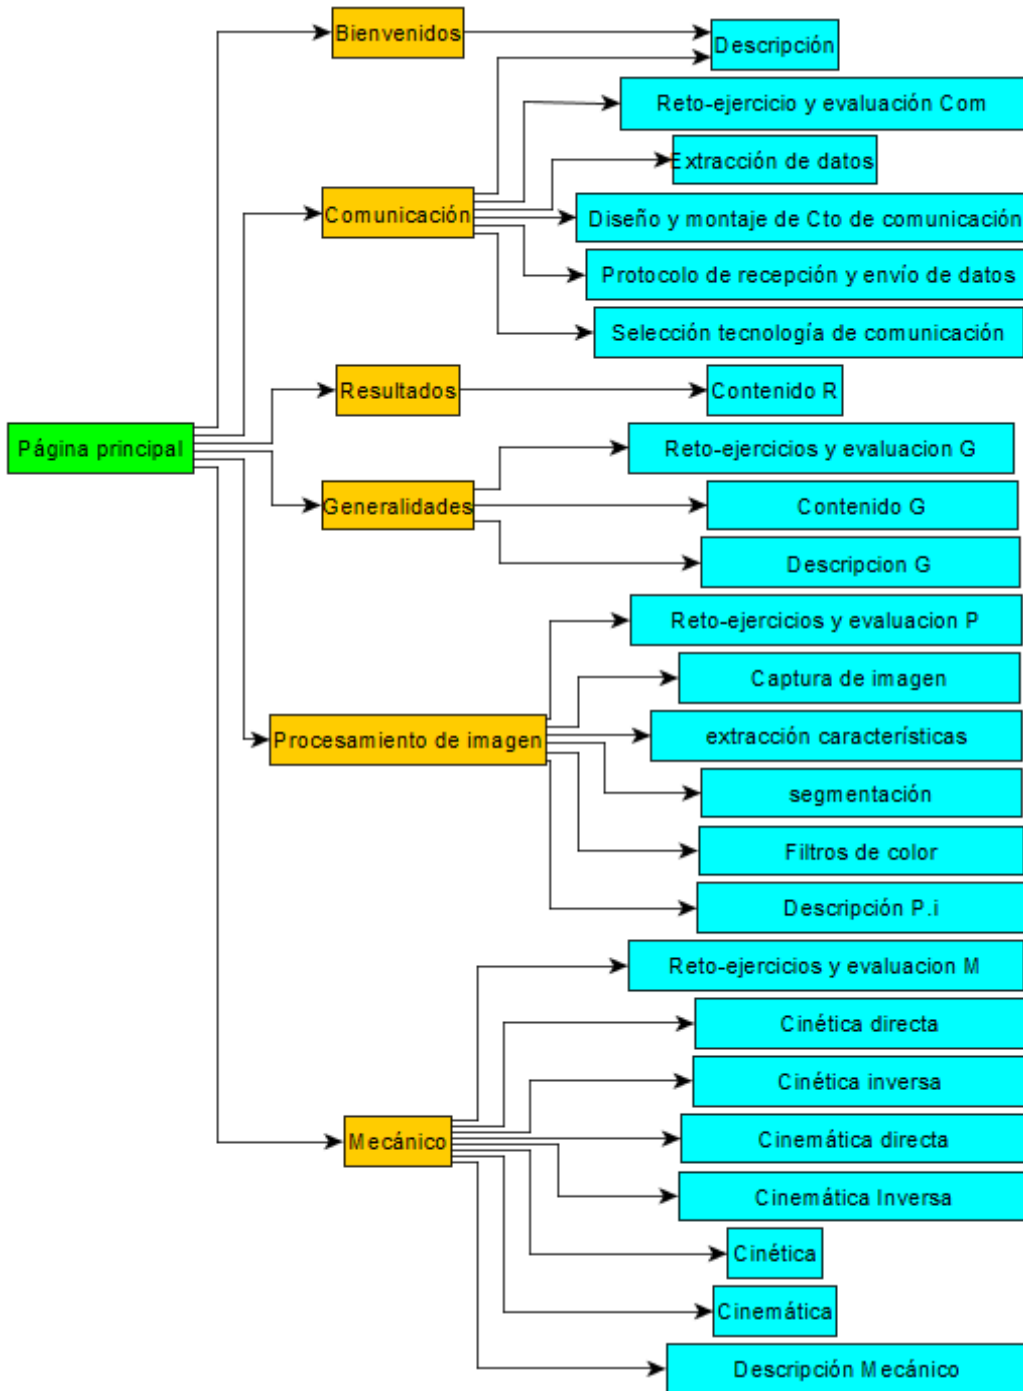 Bienvenidos
Descripción
Reto-ejercicio y evaluación Com
Extracción de datos
Comunicación
Diseño y montaje de Cto de comunicación
Protocolo de recepción y envío de datos
Selección tecnología de comunicación
Resultados
Contenido R
Página principal
Reto-ejercicios y evaluacion G
Generalidades
Contenido G
Descripcion G
Reto-ejercicios y evaluacion P
Captura de imagen
Procesamiento de imagen
extracción características
segmentación
Filtros de color
Descripción P.i
Reto-ejercicios y evaluacion M
Cinética directa
Cinética inversa
Mecánico
Cinemática directa
Cinemática Inversa
Cinética
Cinemática
Descripción Mecánico